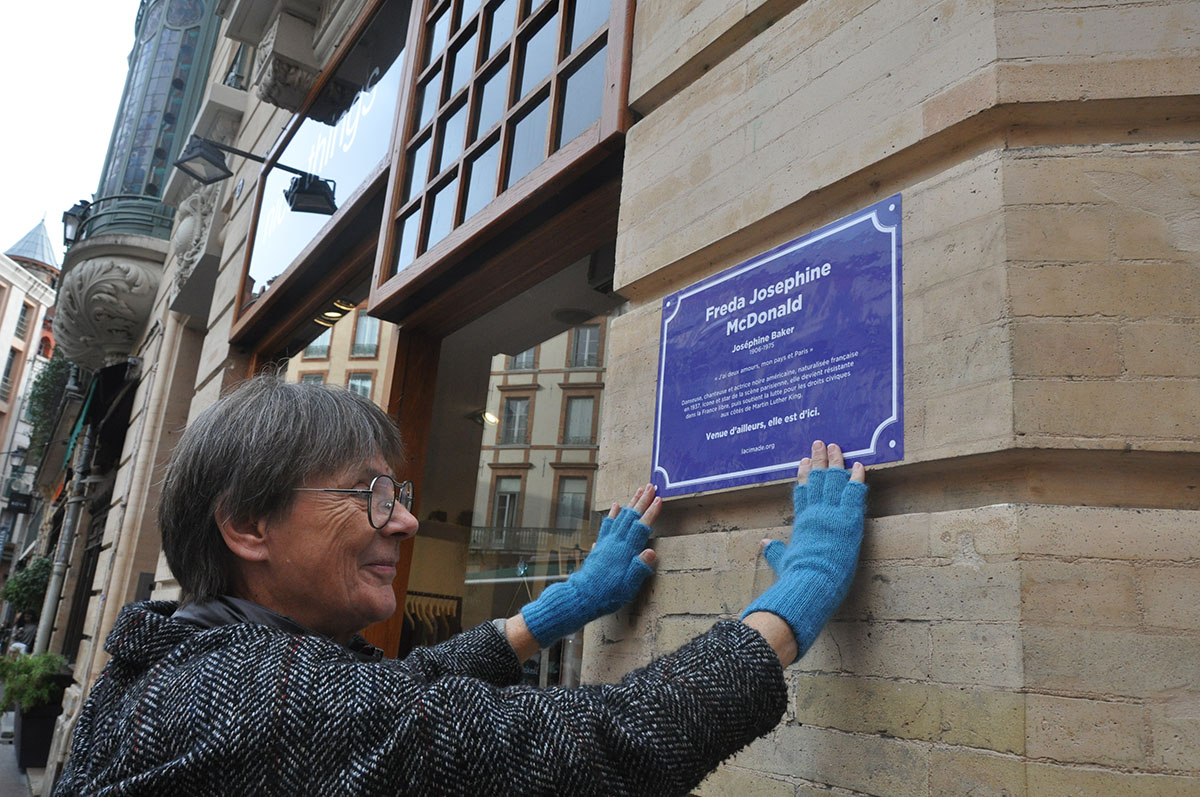 things
Freda Josephine
McDonald
Joséphine Baker
1906-1975
« J'ai deux amours, mon pays et Paris »
Danseuse, chanteuse et actrice noire américaine, naturalisée française
en 1937. Icone et star de la scène parisienne, elle devient résistante
dans la France libre, puis soutient la lutte pour les droits civiques
aux côtés de Martin Luther King.
Venue d'ailleurs, elle est d'ici.
lacimade.org